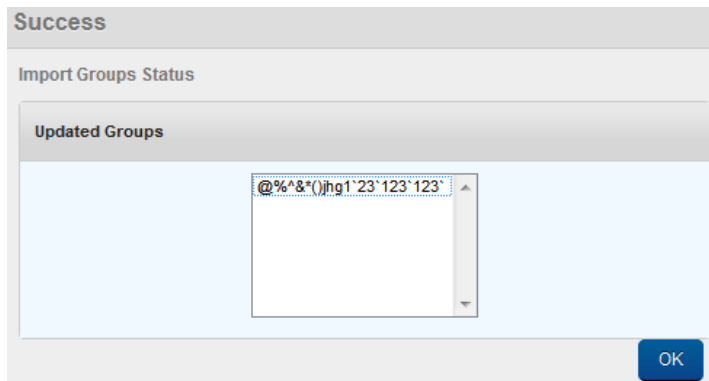 Success
Import Groups Status
Updated Groups
@%^&*()jhg1`23`123`123`
OK